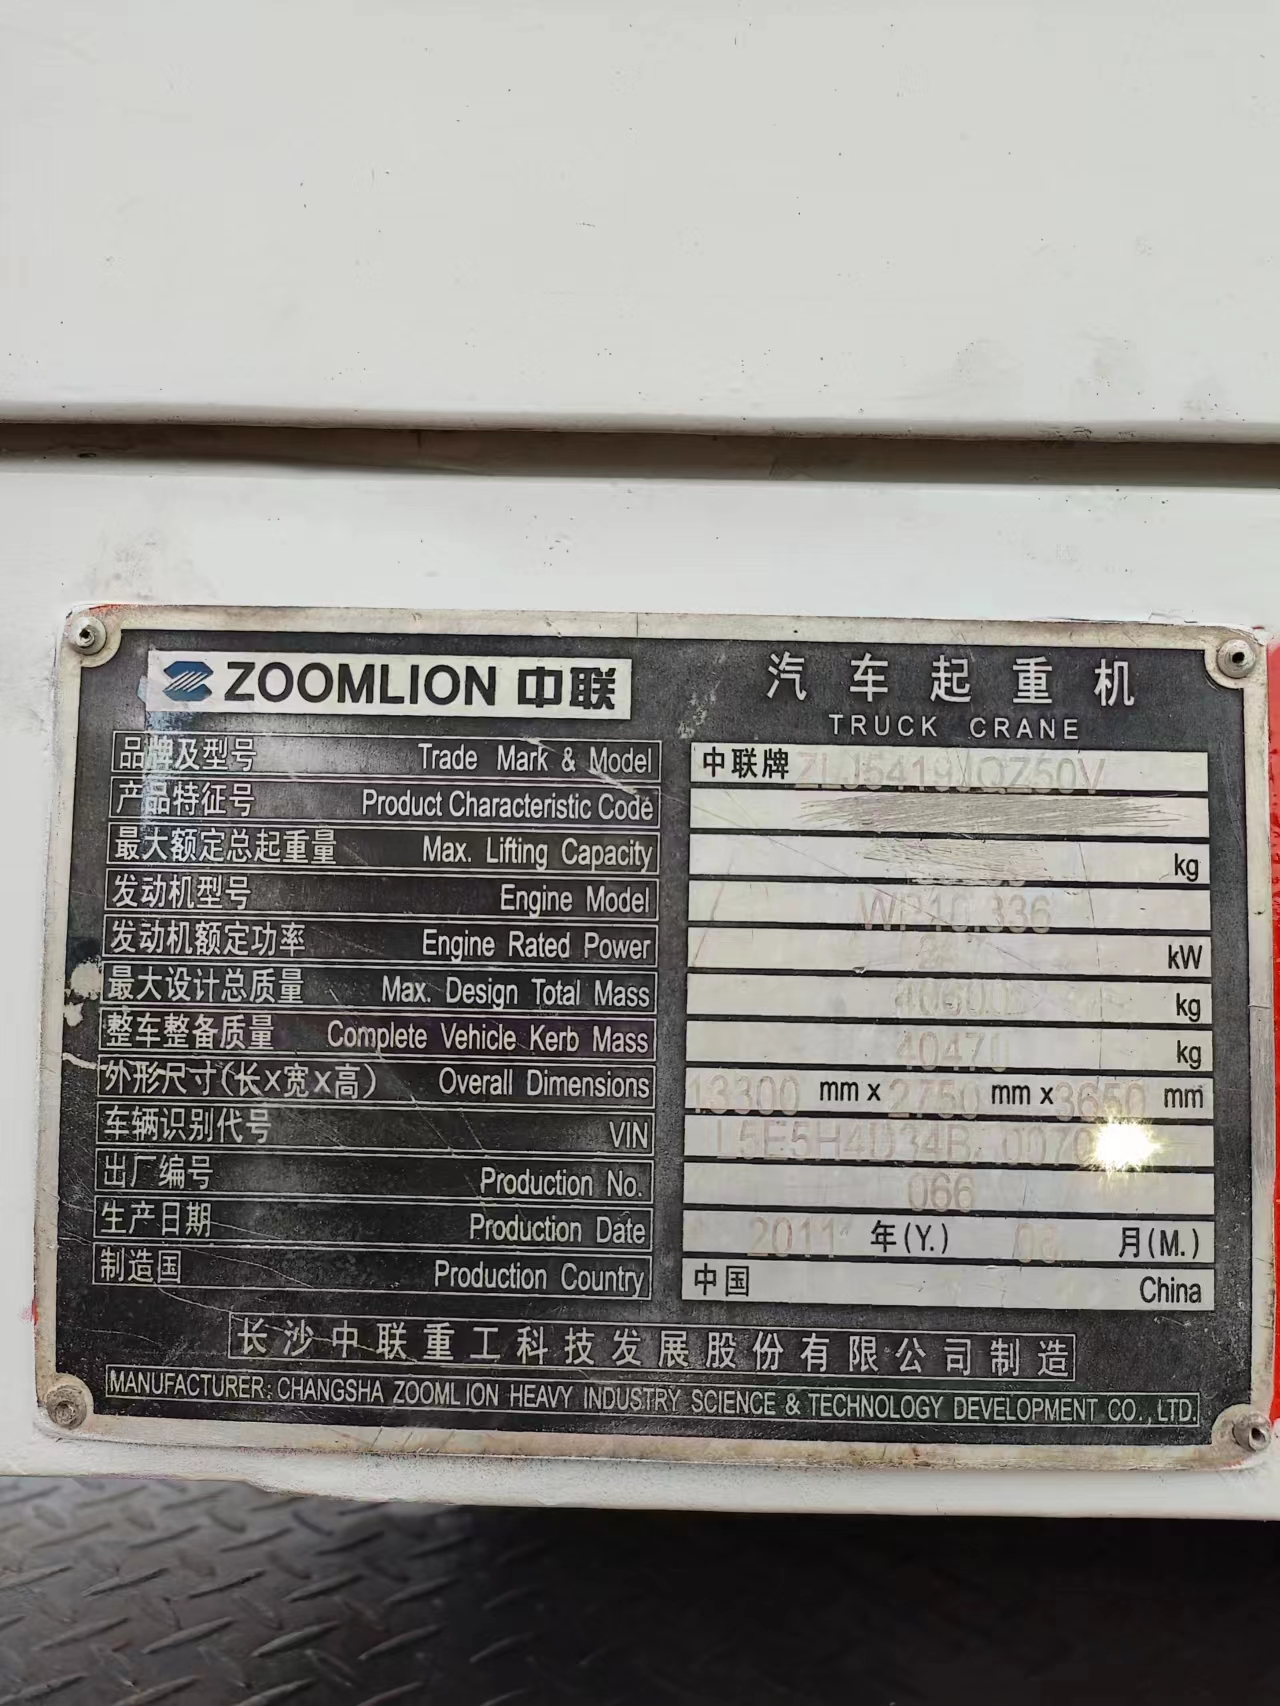 ZOOMLION 中联
汽车起重机
TRUCK CRANE
品牌及型号 Trade Mark & Model 中联牌 ZLJ5419JQZ50V
产品特征号 Product Characteristic Code
最大额定总起重量 Max. Lifting Capacity kg
发动机型号 Engine Model WP10.336
发动机额定功率 Engine Rated Power kW
最大设计总质量 Max. Design Total Mass kg
整车整备质量 Complete Vehicle Kerb Mass 40470 kg
外形尺寸(长X宽X高) Overall Dimensions 13300 mm x 2750 mm x 3650 mm
车辆识别代号 VIN
出厂编号 Production No. 066
生产日期 Production Date 2011 年(Y.) 月(M.)
制造国 Production Country 中国 China
长沙中联重工科技发展股份有限公司制造
MANUFACTURER: CHANGSHA ZOOMLION HEAVY INDUSTRY SCIENCE & TECHNOLOGY DEVELOPMENT CO., LTD.